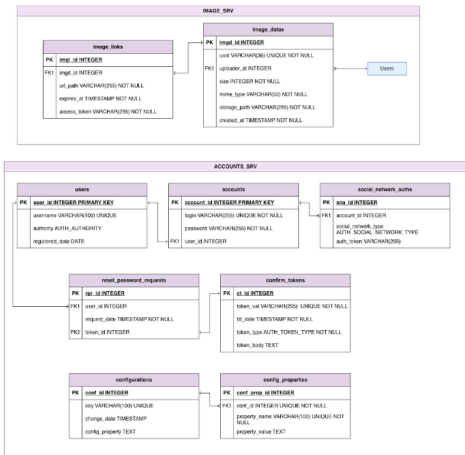 IMAGE_SRV
image_links
PK imgl_id INTEGER
FK1 imgd_id INTEGER
url_path VARCHAR(255) NOT NULL
expires_at TIMESTAMP NOT NULL
access_token VARCHAR(255) NOT NULL
image_datas
PK imgd_id INTEGER
uuid VARCHAR(36) UNIQUE NOT NULL
FK1 uploader_id INTEGER
size INTEGER NOT NULL
mime_type VARCHAR(50) NOT NULL
storage_path VARCHAR(255) NOT NULL
created_at TIMESTAMP NOT NULL
Users
ACCOUNTS_SRV
users
PK user_id INTEGER PRIMARY KEY
username VARCHAR(100) UNIQUE
authority AUTH_AUTHORITY
registered_date DATE
accounts
PK account_id INTEGER PRIMARY KEY
login VARCHAR(255) UNIQUE NOT NULL
password VARCHAR(255) NOT NULL
FK1 user_id INTEGER
social_network_auths
PK sna_id INTEGER
FK1 account_id INTEGER
social_network_type
AUTH_SOCIAL_NETWORK_TYPE
auth_token VARCHAR(255)
reset_password_requests
PK rpr_id INTEGER
FK1 user_id INTEGER
request_date TIMESTAMP NOT NULL
FK2 token_id INTEGER
confirm_tokens
PK ct_id INTEGER
token_val VARCHAR(255) UNIQUE NOT NULL
till_date TIMESTAMP NOT NULL
token_type AUTH_TOKEN_TYPE NOT NULL
token_body TEXT
configurations
PK conf_id INTEGER
key VARCHAR(100) UNIQUE
change_date TIMESTAMP
config_property TEXT
config_properties
PK conf_prop_id INTEGER
FK1 conf_id INTEGER UNIQUE NOT NULL
property_name VARCHAR(100) UNIQUE NOT
NULL
property_value TEXT